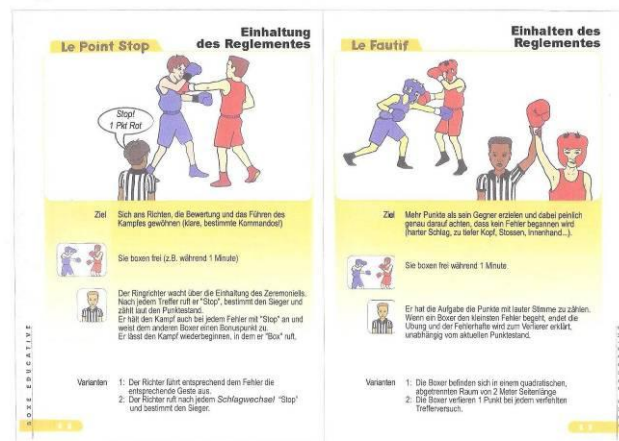 Einhaltung
des Reglementes
Le Point Stop
Stop!
1 Pkt Rot
Ziel
Sich ans Richten, die Bewertung und das Führen des
Kampfes gewöhnen (klare, bestimmte Kommandos!)
Sie boxen frei (z.B. während 1 Minute)
Der Ringrichter wacht über die Einhaltung des Zeremoniells.
Nach jedem Treffer ruft er "Stop", bestimmt den Sieger und
zählt laut den Punktestand.
Er hält den Kampf auch bei jedem Fehler mit "Stop" an und
weist dem anderen Boxer einen Bonuspunkt zu.
Er lässt den Kampf wiederbeginnen, in dem er "Box" ruft.
Varianten
1: Der Richter führt entsprechend dem Fehler die
entsprechende Geste aus.
2: Der Richter ruft nach jedem Schlagwechsel "Stop"
und bestimmt den Sieger.
BOXE EDUCATIVE
Einhalten des
Reglementes
Le Fautif
Ziel
Mehr Punkte als sein Gegner erzielen und dabei peinlich
genau darauf achten, dass kein Fehler begannen wird
(harter Schlag, zu tiefer Kopf, Stossen, Innenhand...).
Sie boxen frei während 1 Minute.
Er hat die Aufgabe die Punkte mit lauter Stimme zu zählen.
Wenn ein Boxer den kleinsten Fehler begeht, endet die
Übung und der Fehlerhafte wird zum Verlierer erklärt,
unabhängig vom aktuellen Punktestand.
Varianten
1: Die Boxer befinden sich in einem quadratischen,
abgetrennten Raum von 2 Meter Seitenlänge
2: Die Boxer verlieren 1 Punkt bei jedem verfehlten
Trefferversuch.